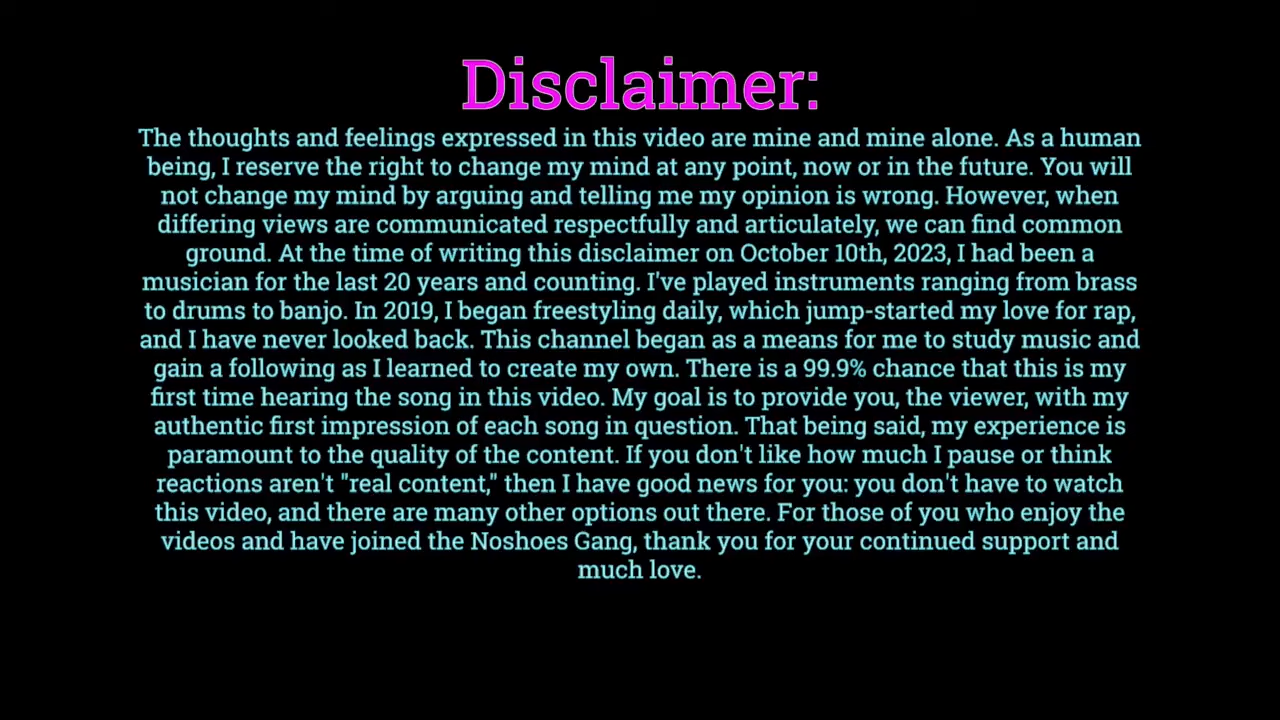 Disclaimer:
The thoughts and feelings expressed in this video are mine and mine alone. As a human
being, I reserve the right to change my mind at any point, now or in the future. You will
not change my mind by arguing and telling me my opinion is wrong. However, when
differing views are communicated respectfully and articulately, we can find common
ground. At the time of writing this disclaimer on October 10th, 2023, I had been a
musician for the last 20 years and counting. I've played instruments ranging from brass
to drums to banjo. In 2019, I began freestyling daily, which jump-started my love for rap,
and I have never looked back. This channel began as a means for me to study music and
gain a following as I learned to create my own. There is a 99.9% chance that this is my
first time hearing the song in this video. My goal is to provide you, the viewer, with my
authentic first impression of each song in question. That being said, my experience is
paramount to the quality of the content. If you don't like how much I pause or think
reactions aren't "real content," then I have good news for you: you don't have to watch
this video, and there are many other options out there. For those of you who enjoy the
videos and have joined the Noshoes Gang, thank you for your continued support and
much love.